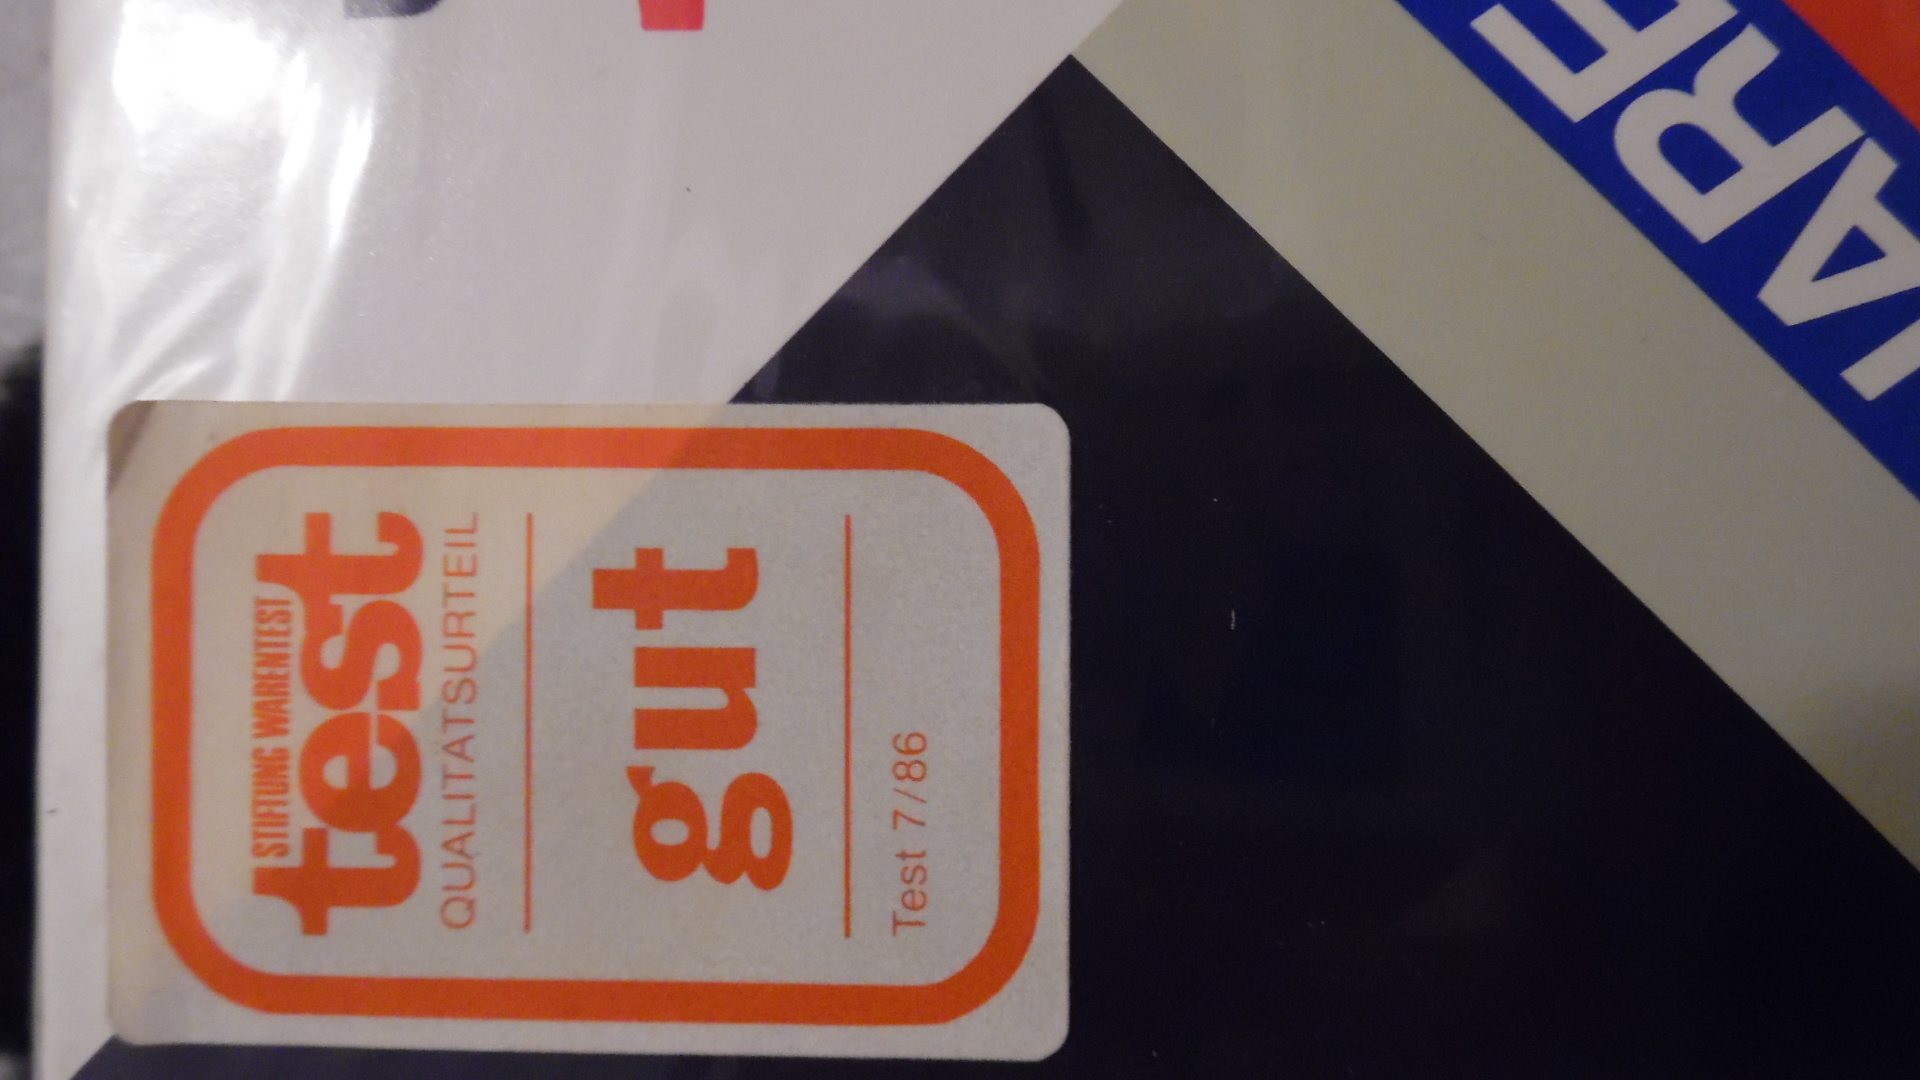 STIFTUNG WARENTEST
test
QUALITÄTSURTEIL
gut
Test 7/86